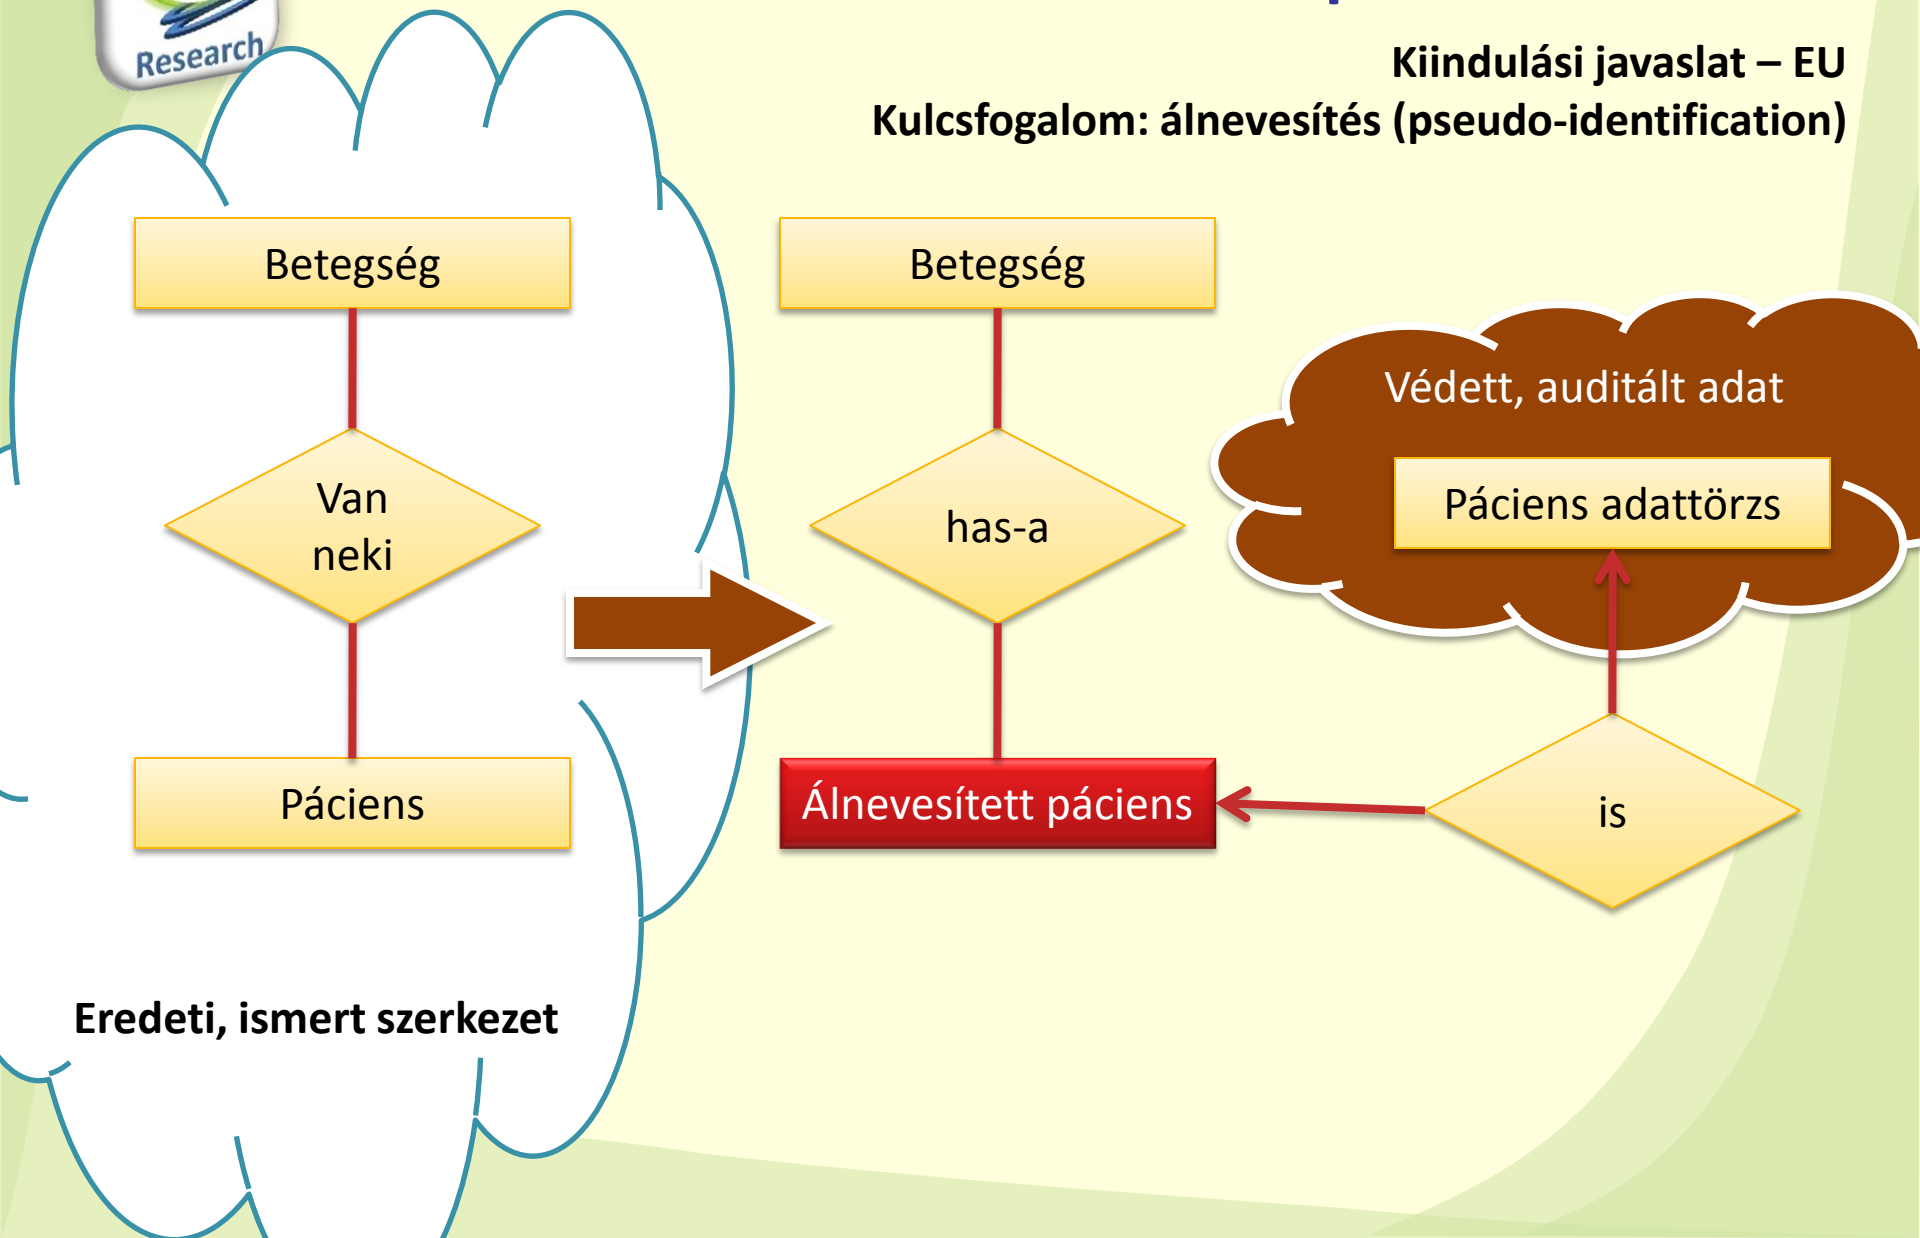 Research
Kiindulási javaslat – EU
Kulcsfogalom: álnevesítés (pseudo-identification)
Betegség
Van
neki
Páciens
Eredeti, ismert szerkezet
Betegség
has-a
Álnevesített páciens
Védett, auditált adat
Páciens adattörzs
is